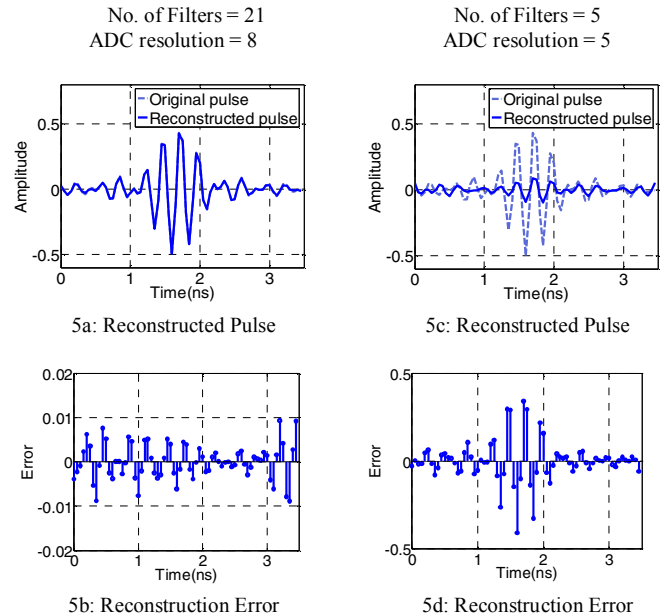 No. of Filters = 21
ADC resolution = 8
No. of Filters = 5
ADC resolution = 5
Original pulse
Reconstructed pulse
0.5
0
-0.5
Amplitude
0 1 2 3
Time(ns)
5a: Reconstructed Pulse
Original pulse
Reconstructed pulse
0.5
0
-0.5
Amplitude
0 1 2 3
Time(ns)
5c: Reconstructed Pulse
0.02
0.01
0
-0.01
-0.02
Error
0 1 2 3
Time(ns)
5b: Reconstruction Error
0.5
0
-0.5
Error
0 1 2 3
Time(ns)
5d: Reconstruction Error